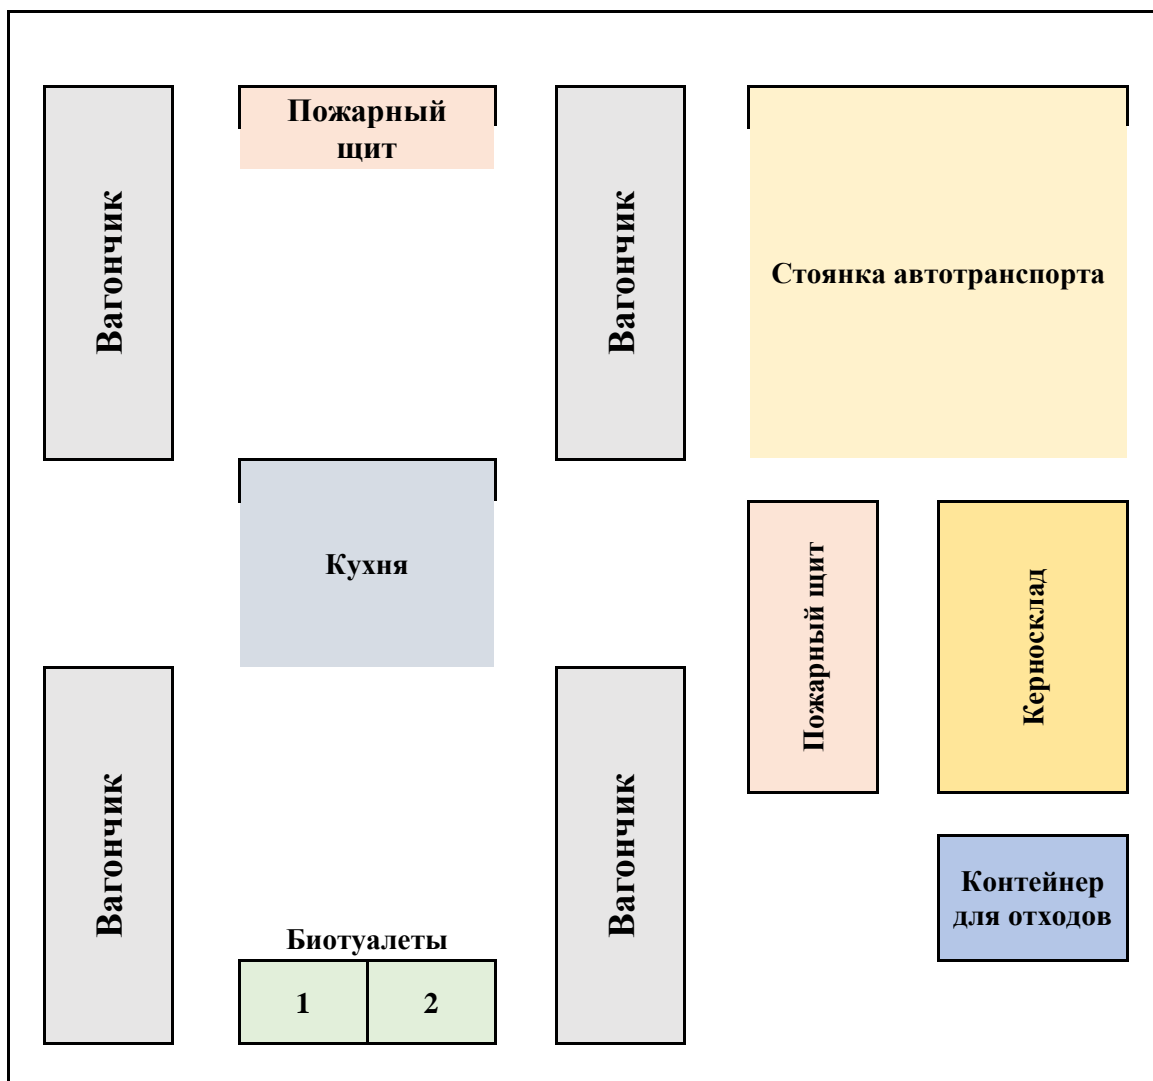 Пожарный
щит
Вагончик
Вагончик
Стоянка автотранспорта
Кухня
Пожарный щит
Керносклад
Вагончик
Вагончик
Контейнер
для отходов
Биотуалеты
1
2